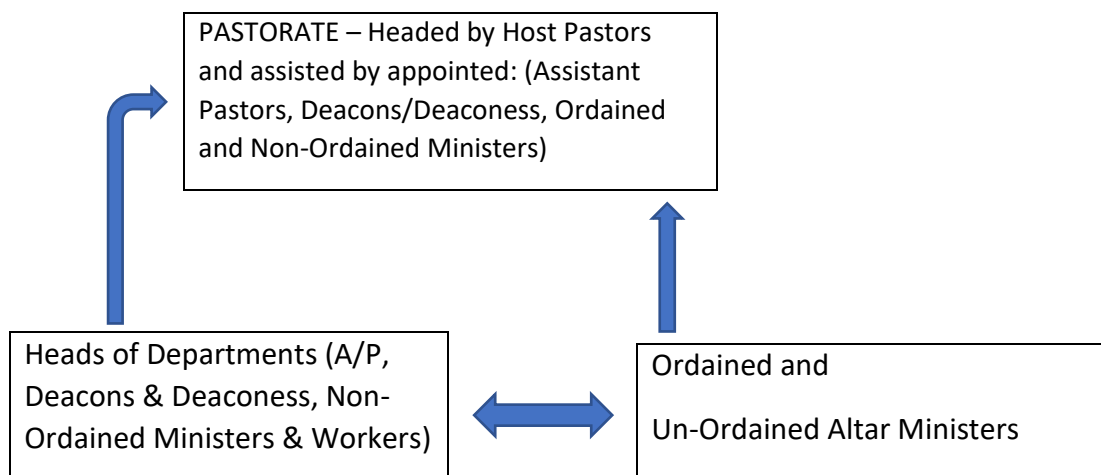 PASTORATE – Headed by Host Pastors
and assisted by appointed: (Assistant
Pastors, Deacons/Deaconess, Ordained
and Non-Ordained Ministers)
Heads of Departments (A/P,
Deacons & Deaconess, Non-
Ordained Ministers & Workers)
Ordained and
Un-Ordained Altar Ministers